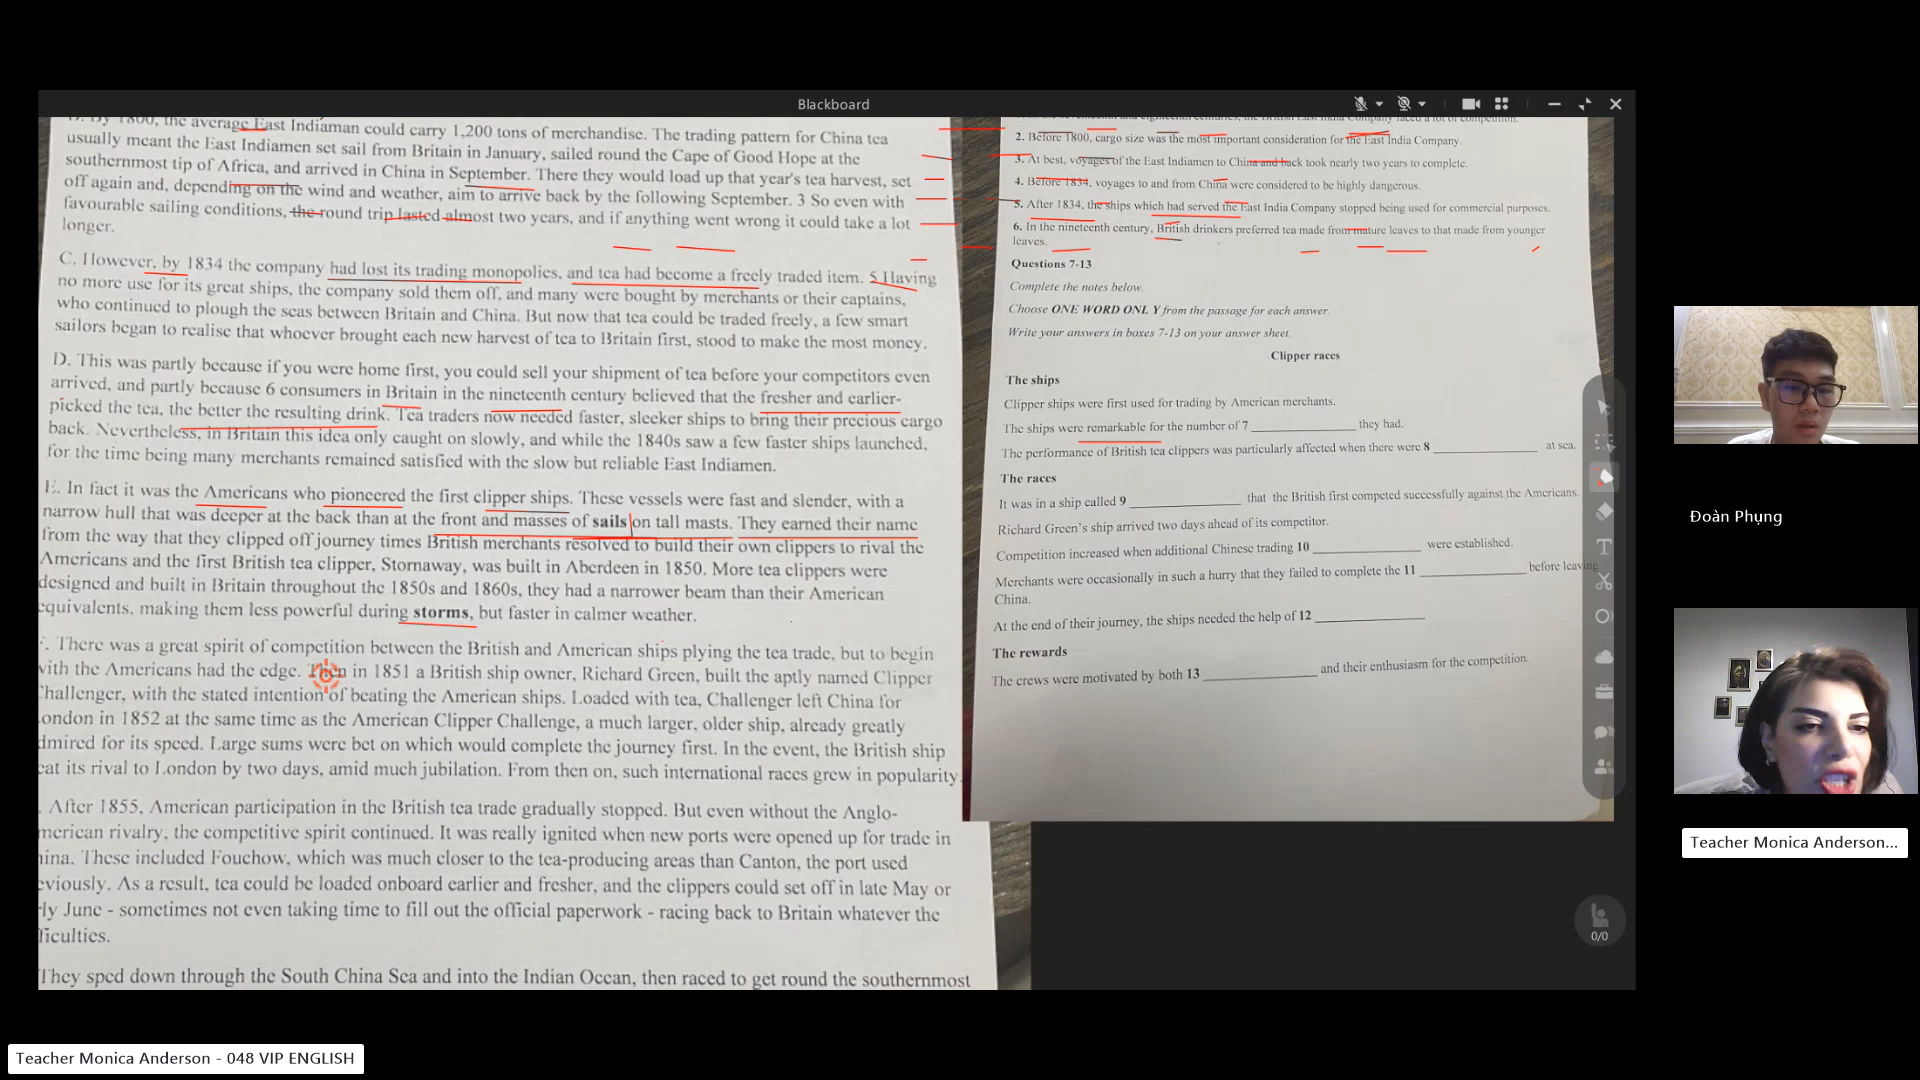 Blackboard
B. By 1800, the average East Indiaman could carry 1,200 tons of merchandise. The trading pattern for China tea
usually meant the East Indiamen set sail from Britain in January, sailed round the Cape of Good Hope at the
southernmost tip of Africa, and arrived in China in September. There they would load up that year's tea harvest, set
off again and, depending on the wind and weather, aim to arrive back by the following September. 3 So even with
favourable sailing conditions, the round trip lasted almost two years, and if anything went wrong it could take a lot
longer.
C. However, by 1834 the company had lost its trading monopolies, and tea had become a freely traded item. 5 Having
no more use for its great ships, the company sold them off, and many were bought by merchants or their captains,
who continued to plough the seas between Britain and China. But now that tea could be traded freely, a few smart
sailors began to realise that whoever brought each new harvest of tea to Britain first, stood to make the most money.
D. This was partly because if you were home first, you could sell your shipment of tea before your competitors even
arrived, and partly because 6 consumers in Britain in the nineteenth century believed that the fresher and earlier-
picked the tea, the better the resulting drink. Tea traders now needed faster, sleeker ships to bring their precious cargo
back. Nevertheless, in Britain this idea only caught on slowly, and while the 1840s saw a few faster ships launched,
for the time being many merchants remained satisfied with the slow but reliable East Indiamen.
E. In fact it was the Americans who pioneered the first clipper ships. These vessels were fast and slender, with a
narrow hull that was deeper at the back than at the front and masses of sails on tall masts. They earned their name
from the way that they clipped off journey times British merchants resolved to build their own clippers to rival the
Americans and the first British tea clipper, Stornaway, was built in Aberdeen in 1850. More tea clippers were
designed and built in Britain throughout the 1850s and 1860s, they had a narrower beam than their American
equivalents, making them less powerful during storms, but faster in calmer weather.
. There was a great spirit of competition between the British and American ships plying the tea trade, but to begin
with the Americans had the edge. Then in 1851 a British ship owner, Richard Green, built the aptly named Clipper
Challenger, with the stated intention of beating the American ships. Loaded with tea, Challenger left China for
ondon in 1852 at the same time as the American Clipper Challenge, a much larger, older ship, already greatly
dmired for its speed. Large sums were bet on which would complete the journey first. In the event, the British ship
eat its rival to London by two days, amid much jubilation. From then on, such international races grew in popularity.
. After 1855, American participation in the British tea trade gradually stopped. But even without the Anglo-
merican rivalry, the competitive spirit continued. It was really ignited when new ports were opened up for trade in
hina. These included Fouchow, which was much closer to the tea-producing areas than Canton, the port used
eviously. As a result, tea could be loaded onboard earlier and fresher, and the clippers could set off in late May or
rly June - sometimes not even taking time to fill out the official paperwork - racing back to Britain whatever the
fficulties.
They sped down through the South China Sea and into the Indian Ocean, then raced to get round the southernmost
2. Before 1800, cargo size was the most important consideration for the East India Company.
3. At best, voyages of the East Indiamen to China and back took nearly two years to complete.
4. Before 1834, voyages to and from China were considered to be highly dangerous.
5. After 1834, the ships which had served the East India Company stopped being used for commercial purposes.
6. In the nineteenth century, British drinkers preferred tea made from mature leaves to that made from younger
leaves.
Questions 7-13
Complete the notes below.
Choose ONE WORD ONL Y from the passage for each answer.
Write your answers in boxes 7-13 on your answer sheet.
Clipper races
The ships
Clipper ships were first used for trading by American merchants.
The ships were remarkable for the number of 7 ____________ they had.
The performance of British tea clippers was particularly affected when there were 8 ____________ at sea.
The races
It was in a ship called 9 ____________ that the British first competed successfully against the Americans.
Richard Green's ship arrived two days ahead of its competitor.
Competition increased when additional Chinese trading 10 ____________ were established.
Merchants were occasionally in such a hurry that they failed to complete the 11 ____________ before leaving
China.
At the end of their journey, the ships needed the help of 12 ____________
The rewards
The crews were motivated by both 13 ____________ and their enthusiasm for the competition.
0/0
Đoàn Phụng
Teacher Monica Anderson...
Teacher Monica Anderson - 048 VIP ENGLISH